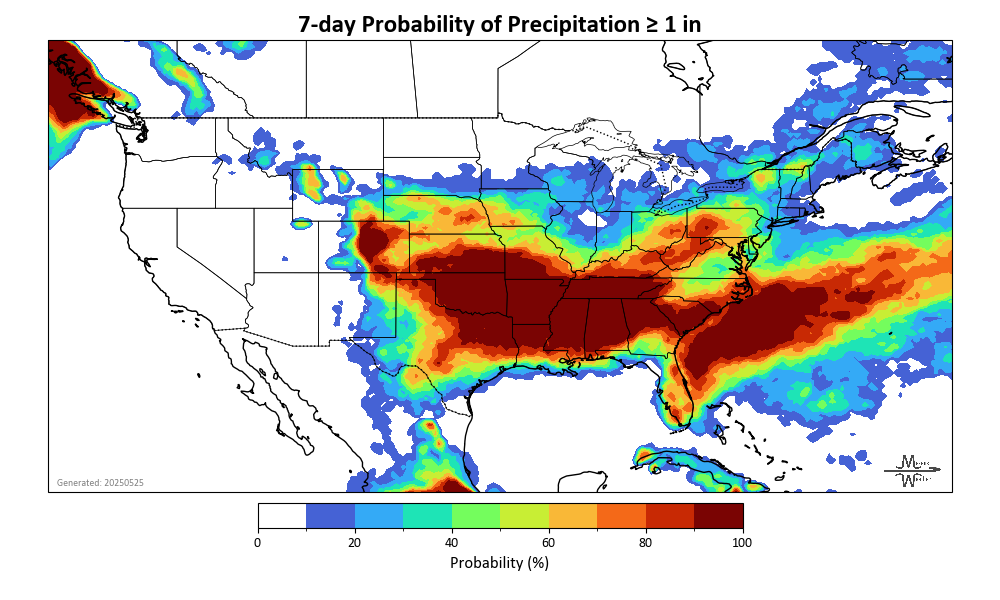 7-day Probability of Precipitation ≥ 1 in
Generated: 20250525
0 20 40 60 80 100
Probability (%)